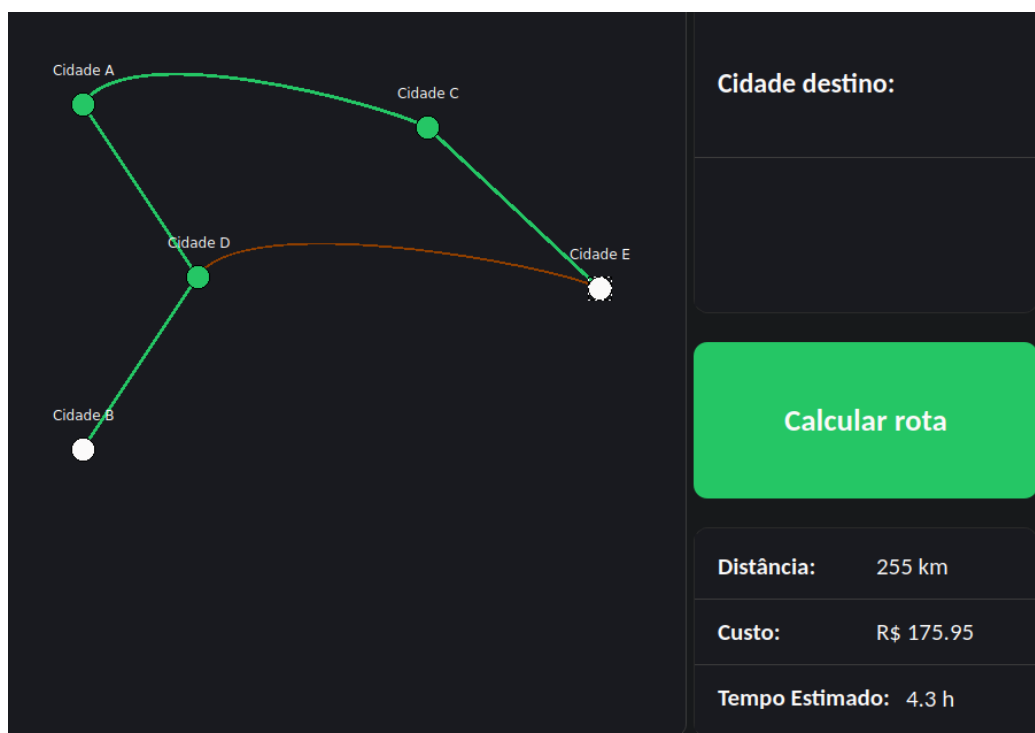 Cidade A
Cidade C
Cidade D
Cidade E
Cidade B
Cidade destino:
Calcular rota
Distância: 255 km
Custo: R$ 175.95
Tempo Estimado: 4.3 h